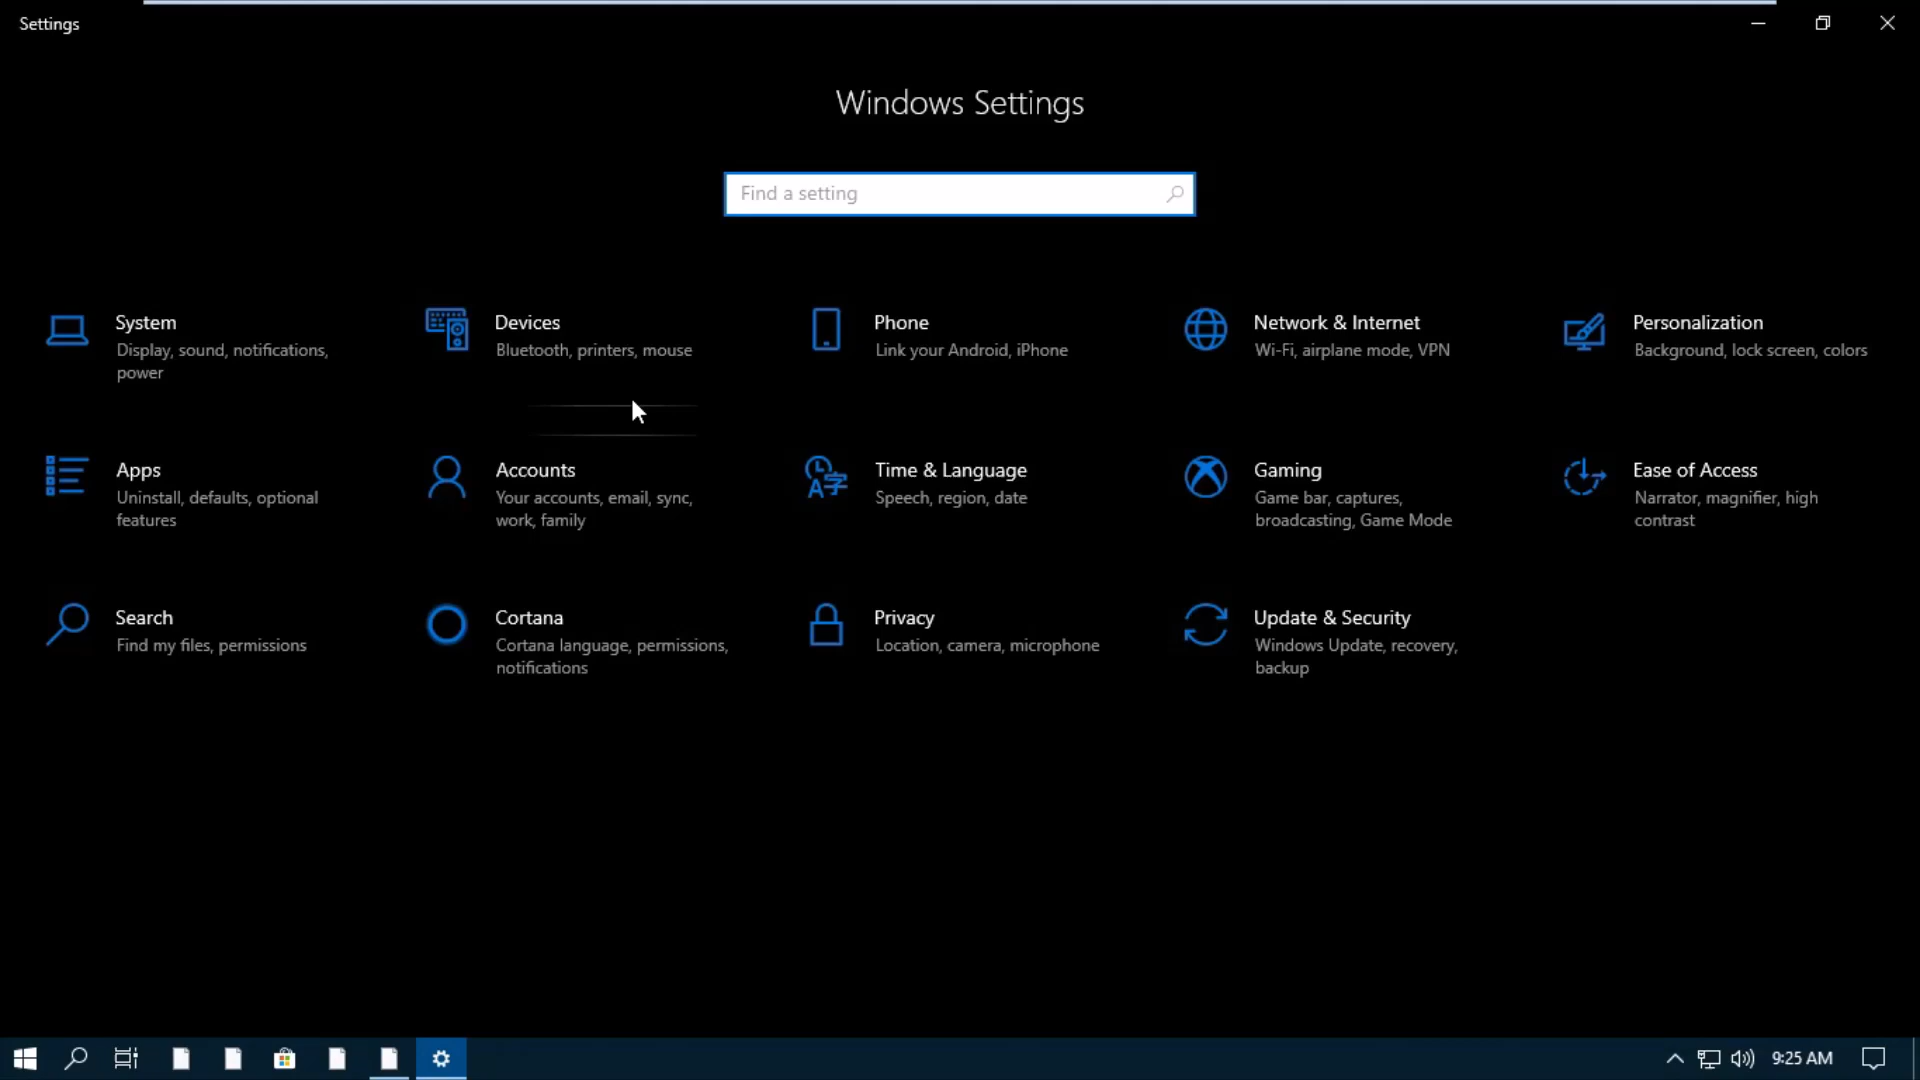 Settings
Windows Settings
Find a setting
System
Display, sound, notifications,
power
Devices
Bluetooth, printers, mouse
Phone
Link your Android, iPhone
Network & Internet
Wi-Fi, airplane mode, VPN
Personalization
Background, lock screen, colors
Apps
Uninstall, defaults, optional
features
Accounts
Your accounts, email, sync,
work, family
Time & Language
Speech, region, date
Gaming
Game bar, captures,
broadcasting, Game Mode
Ease of Access
Narrator, magnifier, high
contrast
Search
Find my files, permissions
Cortana
Cortana language, permissions,
notifications
Privacy
Location, camera, microphone
Update & Security
Windows Update, recovery,
backup
9:25 AM